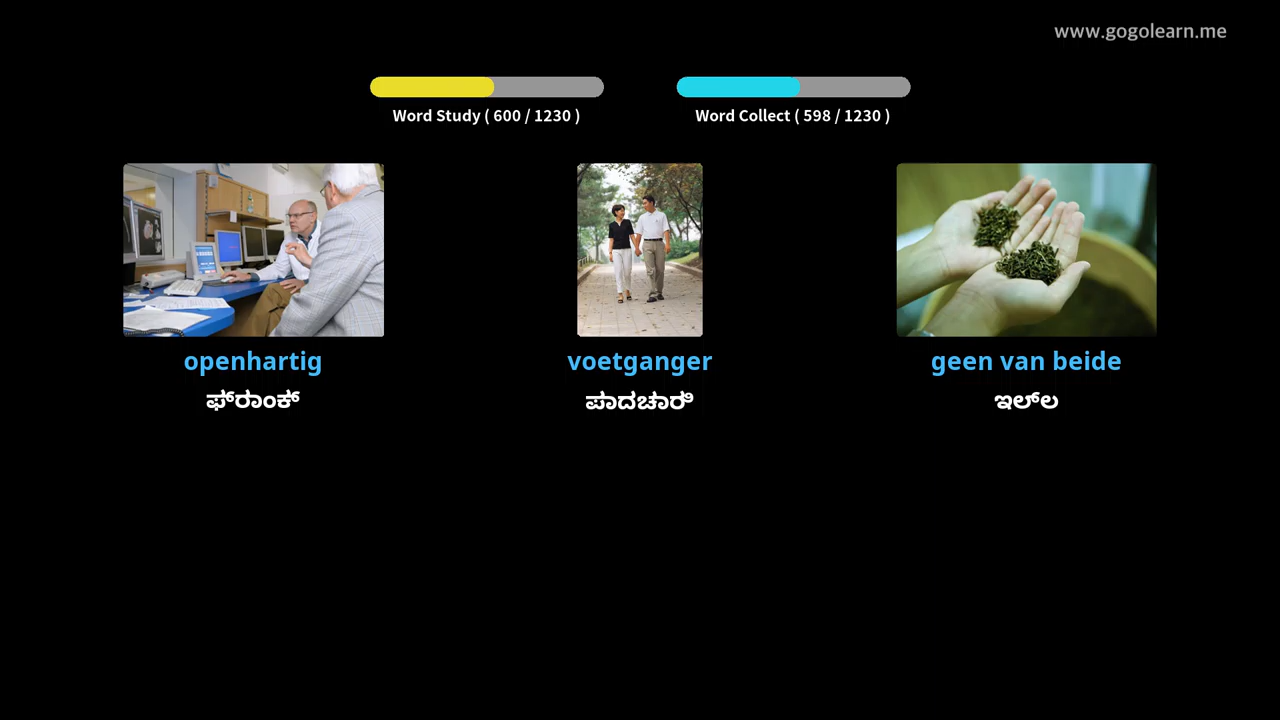 www.gogolearn.me
Word Study ( 600 / 1230 )
Word Collect ( 598 / 1230 )
openhartig
voetganger
geen van beide
ಫ್ರಾಂಕ್
ಪಾದಚಾರಿ
ಇಲ್ಲ